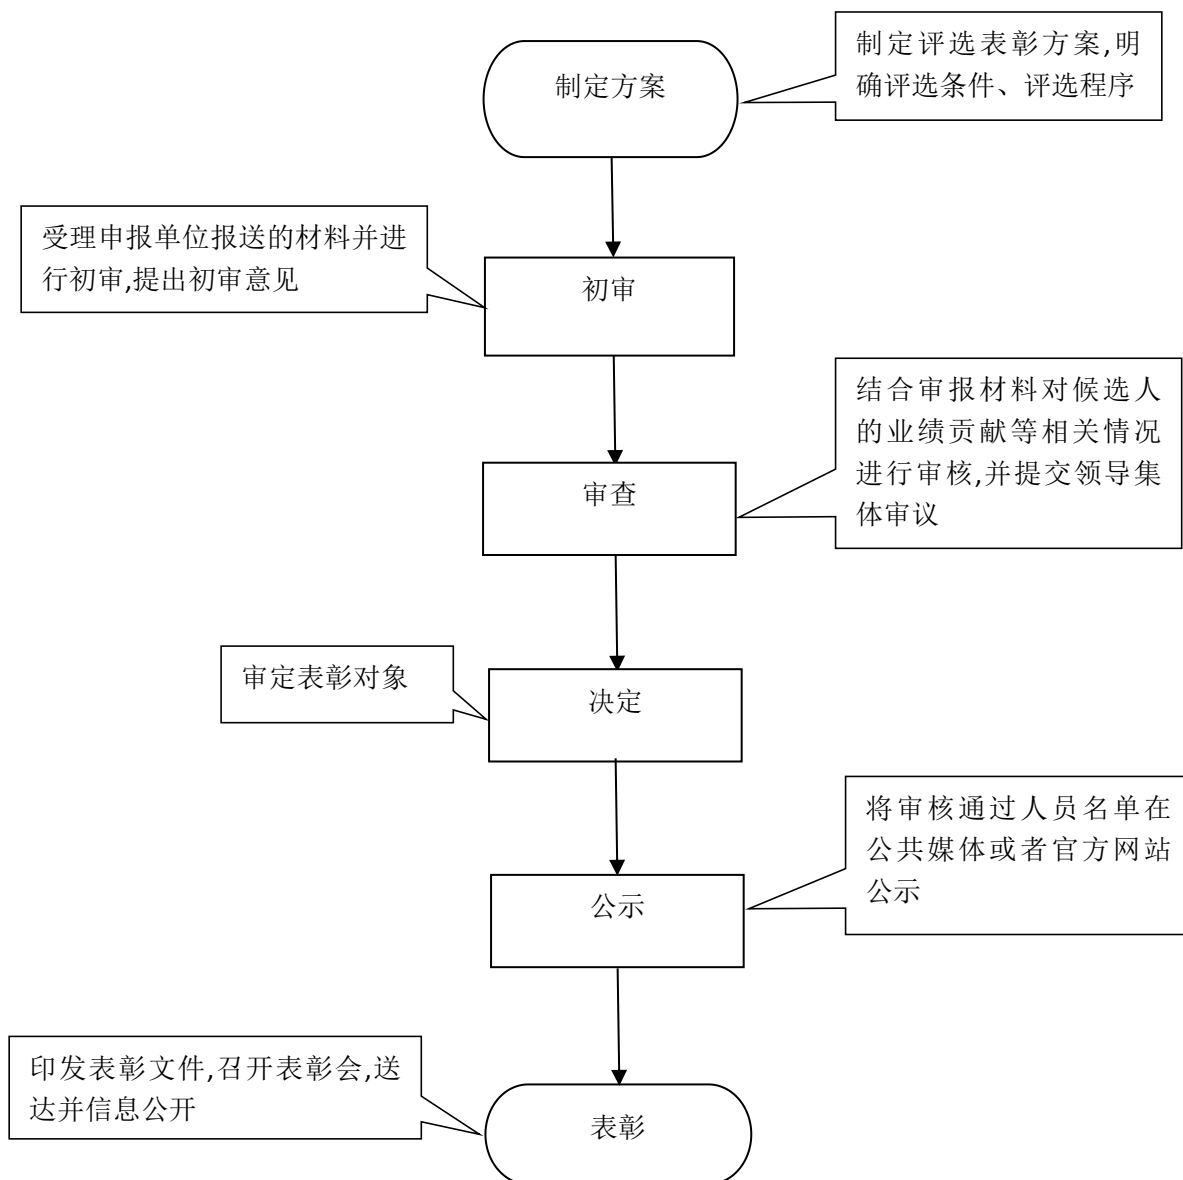 制定方案
制定评选表彰方案,明
确评选条件、评选程序
受理申报单位报送的材料并进
行初审,提出初审意见
初审
结合审报材料对候选人
的业绩贡献等相关情况
进行审核,并提交领导集
体审议
审查
审定表彰对象
决定
将审核通过人员名单在
公共媒体或者官方网站
公示
公示
印发表彰文件,召开表彰会,送
达并信息公开
表彰